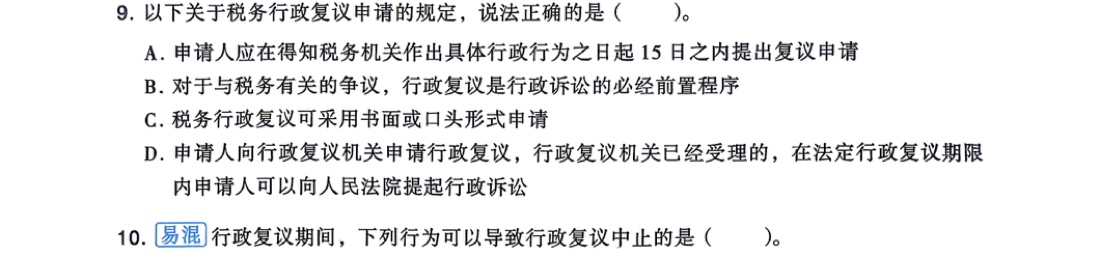 9. 以下关于税务行政复议申请的规定，说法正确的是（　　）。
A. 申请人应在得知税务机关作出具体行政行为之日起 15 日之内提出复议申请
B. 对于与税务有关的争议，行政复议是行政诉讼的必经前置程序
C. 税务行政复议可采用书面或口头形式申请
D. 申请人向行政复议机关申请行政复议，行政复议机关已经受理的，在法定行政复议期限
内申请人可以向人民法院提起行政诉讼
10. 易混 行政复议期间，下列行为可以导致行政复议中止的是（　　）。